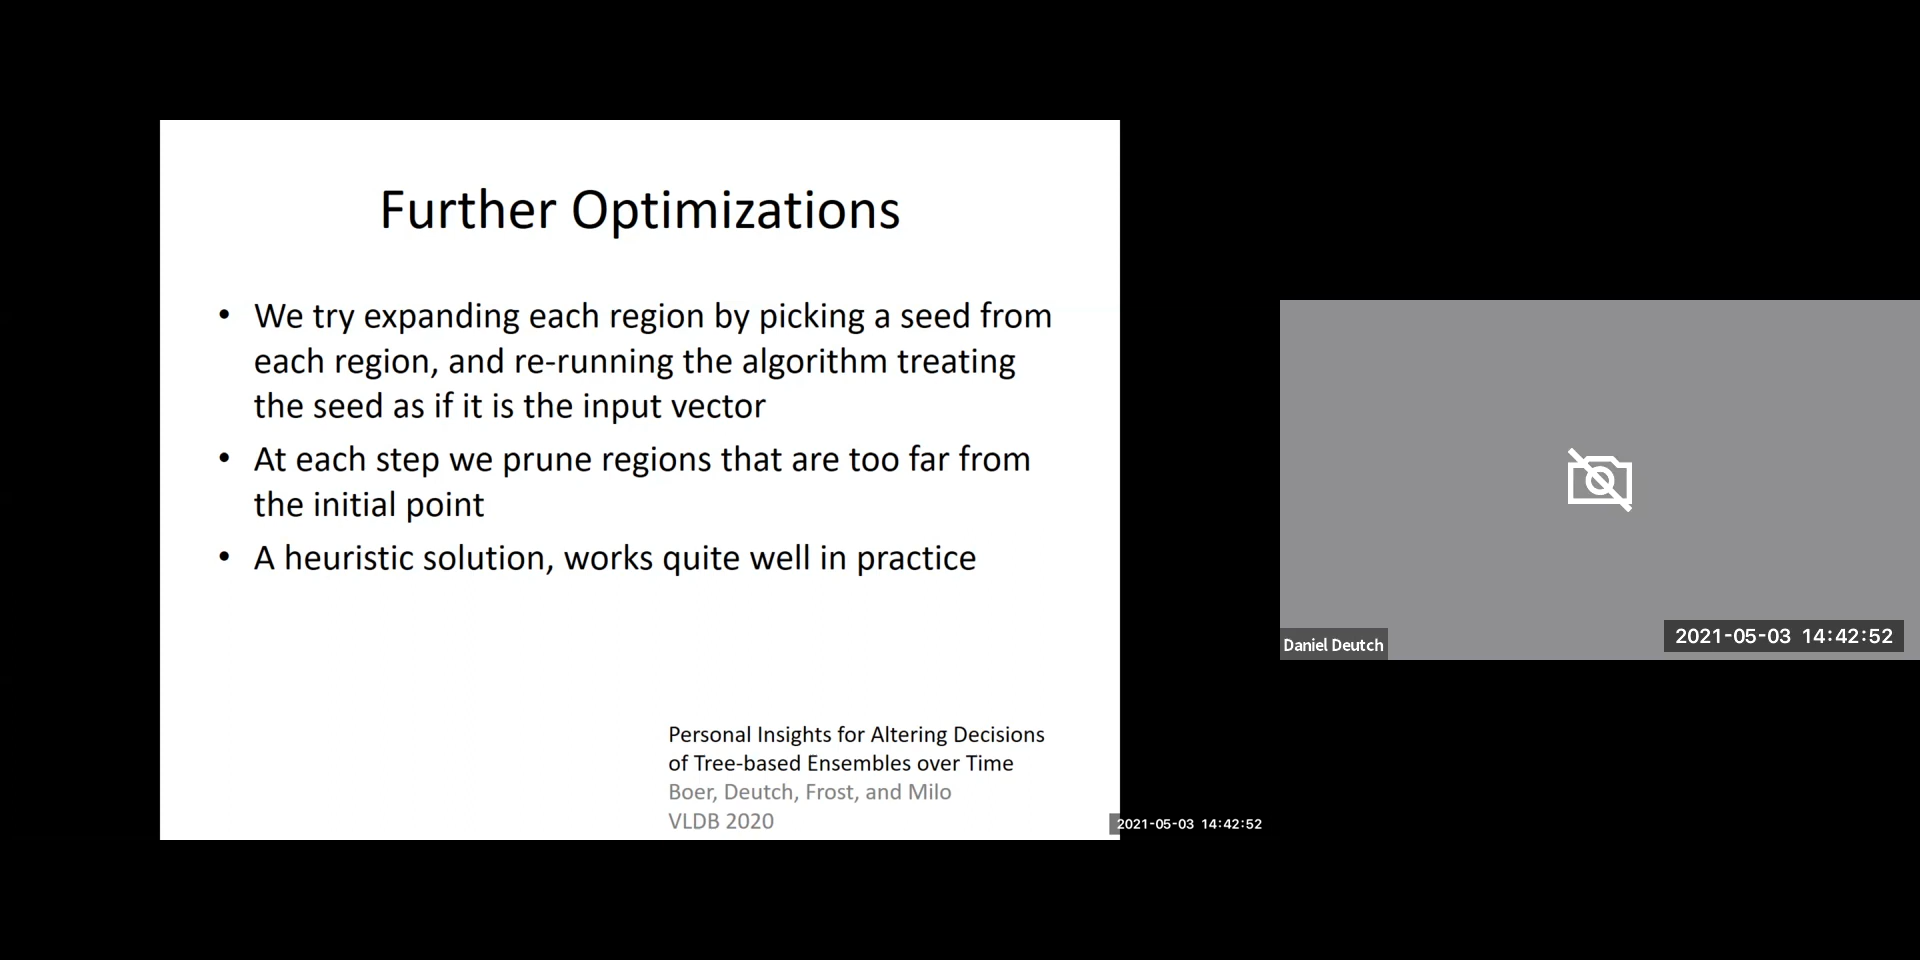 Further Optimizations
• We try expanding each region by picking a seed from
each region, and re-running the algorithm treating
the seed as if it is the input vector
• At each step we prune regions that are too far from
the initial point
• A heuristic solution, works quite well in practice
Personal Insights for Altering Decisions
of Tree-based Ensembles over Time
Boer, Deutch, Frost, and Milo
VLDB 2020
2021-05-03 14:42:52
Daniel Deutch
2021-05-03 14:42:52